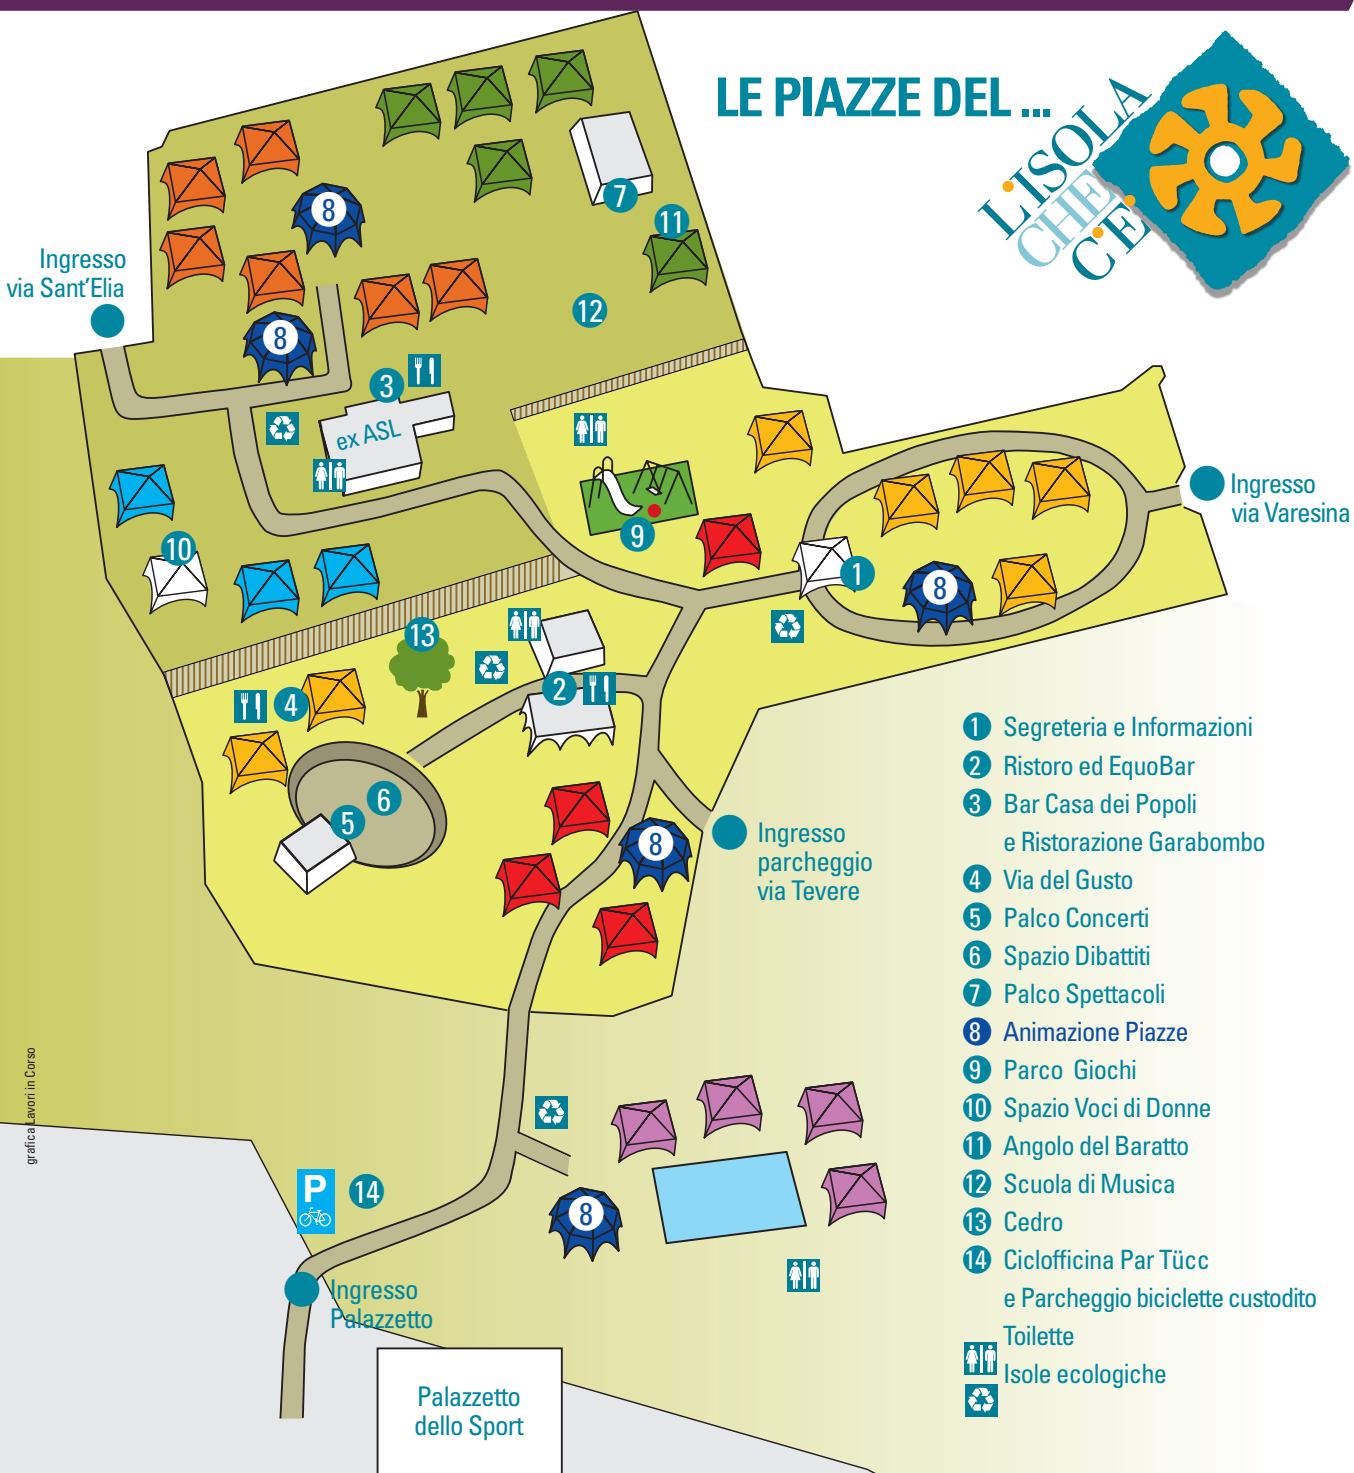 LE PIAZZE DEL ...
L'ISOLA
CHE
C'È
8
7
11
Ingresso
via Sant'Elia
12
8
3
ex ASL
Ingresso
via Varesina
9
10
1
8
13
2
4
6
5
8
Ingresso
parcheggio
via Tevere
1 Segreteria e Informazioni
2 Ristoro ed EquoBar
3 Bar Casa dei Popoli
e Ristorazione Garabombo
4 Via del Gusto
5 Palco Concerti
6 Spazio Dibattiti
7 Palco Spettacoli
8 Animazione Piazze
9 Parco Giochi
10 Spazio Voci di Donne
11 Angolo del Baratto
12 Scuola di Musica
13 Cedro
14 Ciclofficina Par Tücc
e Parcheggio biciclette custodito
Toilette
Isole ecologiche
grafica Lavori in Corso
P
14
8
Ingresso
Palazzetto
Palazzetto
dello Sport